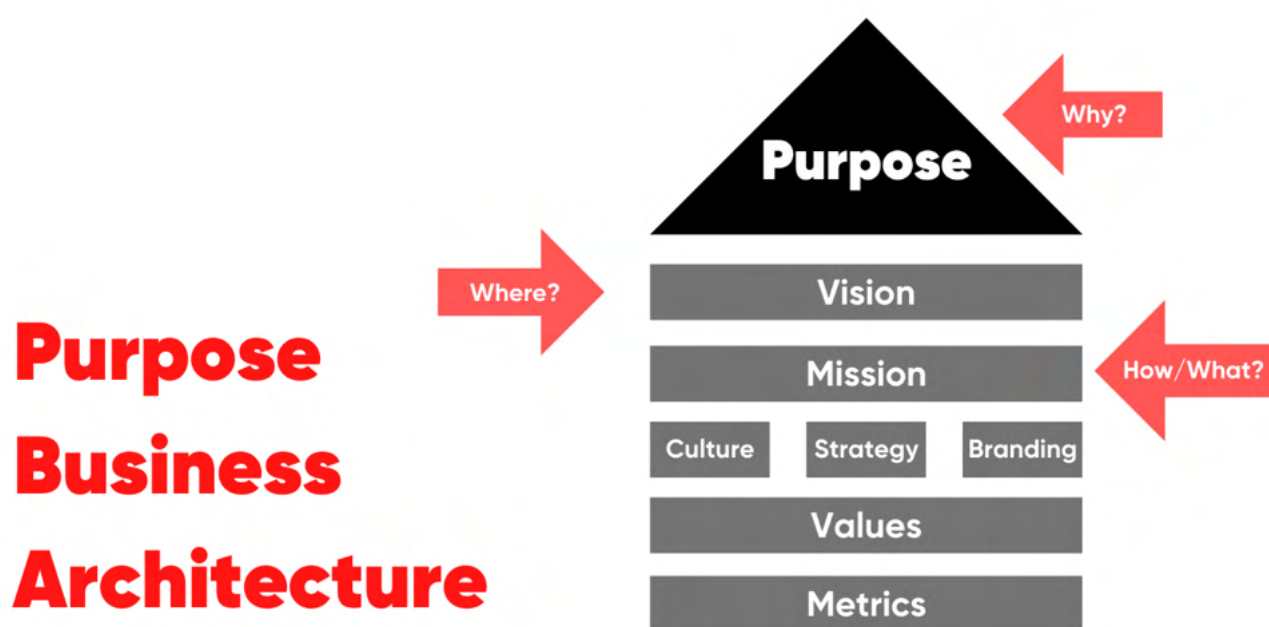 Purpose
Business
Architecture
Purpose
Why?
Where?
Vision
Mission
How/What?
Culture
Strategy
Branding
Values
Metrics